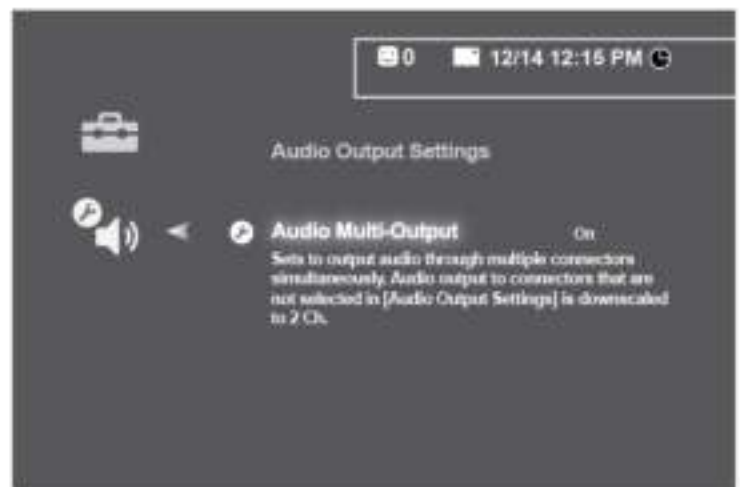 0 12/14 12:15 PM
Audio Output Settings
Audio Multi-Output On
Sets to output audio through multiple connectors
simultaneously. Audio output to connectors that are
not selected in [Audio Output Settings] is downscaled
to 2 Ch.